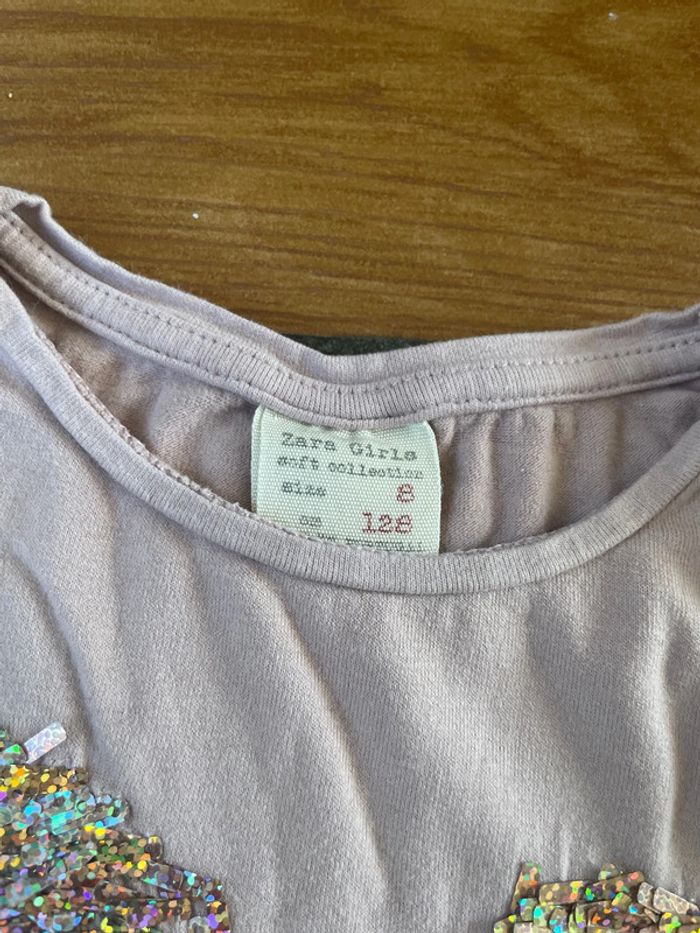 Zara Girls
soft collection
size 8
cm 128